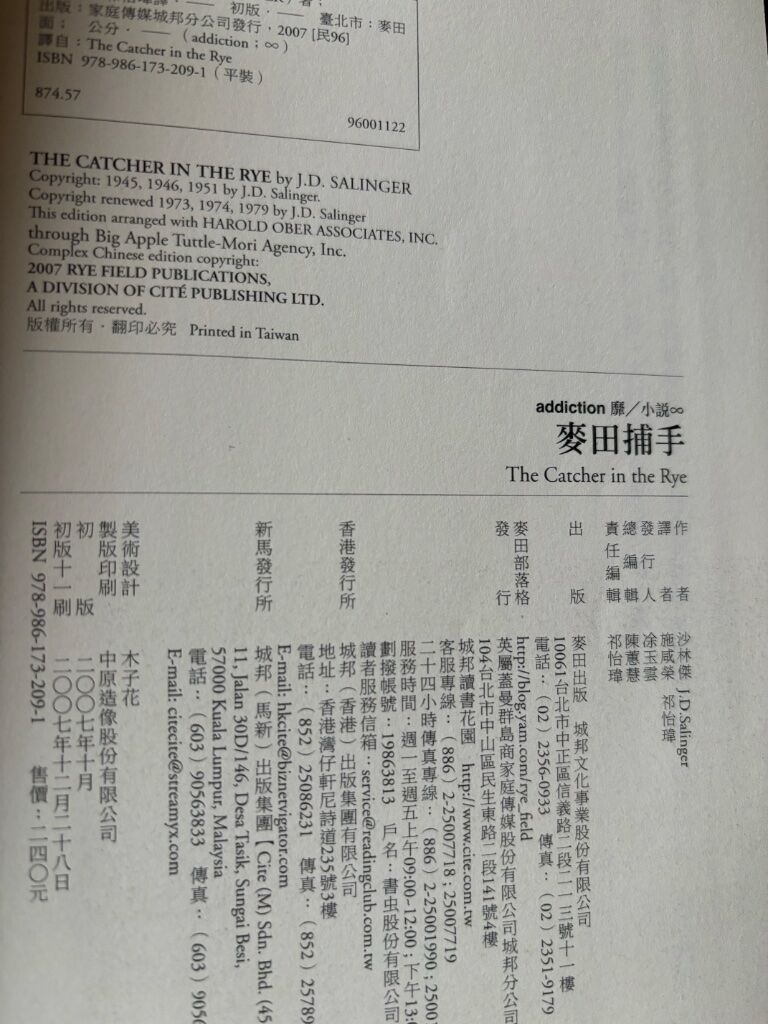 出版：家庭傳媒城邦分公司發行，2007 [民96]
面； 公分．——（addiction；∞）
譯自：The Catcher in the Rye
ISBN 978-986-173-209-1（平裝）
874.57
96001122
THE CATCHER IN THE RYE by J.D. SALINGER
Copyright: 1945, 1946, 1951 by J.D. Salinger.
Copyright renewed 1973, 1974, 1979 by J.D. Salinger
This edition arranged with HAROLD OBER ASSOCIATES, INC.
through Big Apple Tuttle-Mori Agency, Inc.
Complex Chinese edition copyright:
2007 RYE FIELD PUBLICATIONS,
A DIVISION OF CITÉ PUBLISHING LTD.
All rights reserved.
版權所有．翻印必究 Printed in Taiwan
addiction 靡／小説∞
麥田捕手
The Catcher in the Rye
作者 沙林傑 J.D.Salinger
譯者 施咸榮 祁怡瑋
發行人 凃玉雲
總編輯 陳蕙慧
責任編輯 祁怡瑋
出版 麥田出版 城邦文化事業股份有限公司
10061台北市中正區信義路二段二一三號十一樓
電話：（02）2356-0933 傳真：（02）2351-9179
麥田部落格．http://blog.yam.com/rye_field
發行 英屬蓋曼群島商家庭傳媒股份有限公司城邦分公司
104台北市中山區民生東路二段141號4樓
城邦讀書花園 http://www.cite.com.tw
客服專線：（886）2-25007718；25007719
二十四小時傳真專線：（886）2-25001990；2500
服務時間：週一至週五上午09:00-12:00；下午13:
劃撥帳號：19863813 戶名：書虫股份有限公司
讀者服務信箱：service@readingclub.com.tw
香港發行所 城邦（香港）出版集團有限公司
地址：香港灣仔軒尼詩道235號3樓
電話：（852）25086231 傳真：（852）25789
E-mail: hkcite@biznetvigator.com
新馬發行所 城邦（馬新）出版集團【Cite (M) Sdn. Bhd. (45
11, Jalan 30D/146, Desa Tasik, Sungai Besi,
57000 Kuala Lumpur, Malaysia
電話：（603）90563833 傳真：（603）9056
E-mail: citecite@streamyx.com
美術設計 木子花
製版印刷 中原造像股份有限公司
初版 二〇〇七年十月
初版十一刷 二〇〇七年十二月二十八日
ISBN 978-986-173-209-1 售價：二四〇元